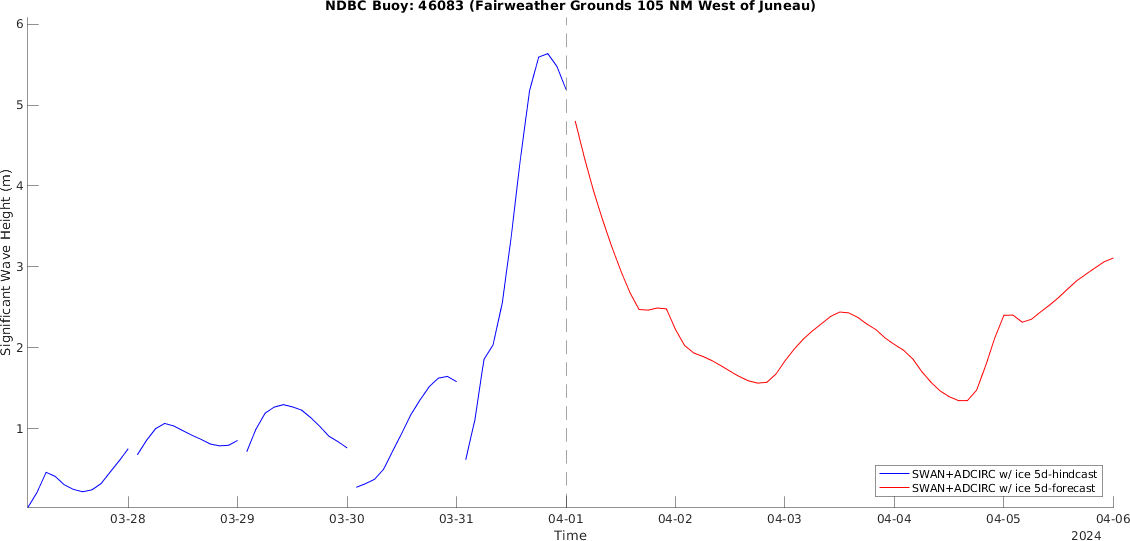 NDBC Buoy: 46083 (Fairweather Grounds 105 NM West of Juneau)
Significant Wave Height (m)
6
5
4
3
2
1
SWAN+ADCIRC w/ ice 5d-hindcast
SWAN+ADCIRC w/ ice 5d-forecast
03-28 03-29 03-30 03-31 04-01 04-02 04-03 04-04 04-05 04-06
Time
2024